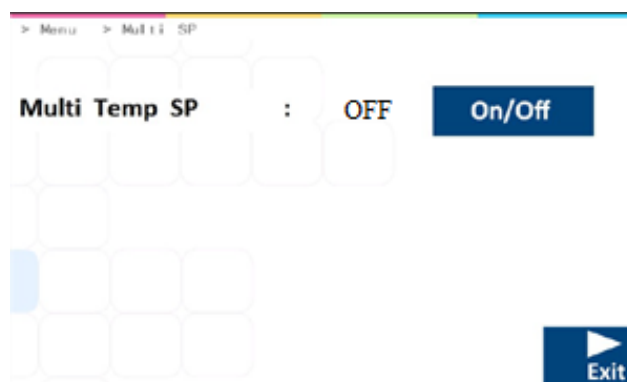 > Menu > Multi SP
Multi Temp SP : OFF On/Off
Exit